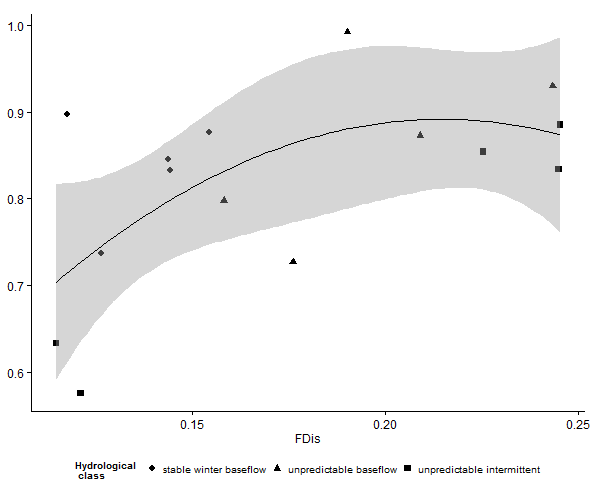 1.0
0.9
0.8
0.7
0.6
0.15 0.20 0.25
FDis
Hydrological
class
stable winter baseflow unpredictable baseflow unpredictable intermittent